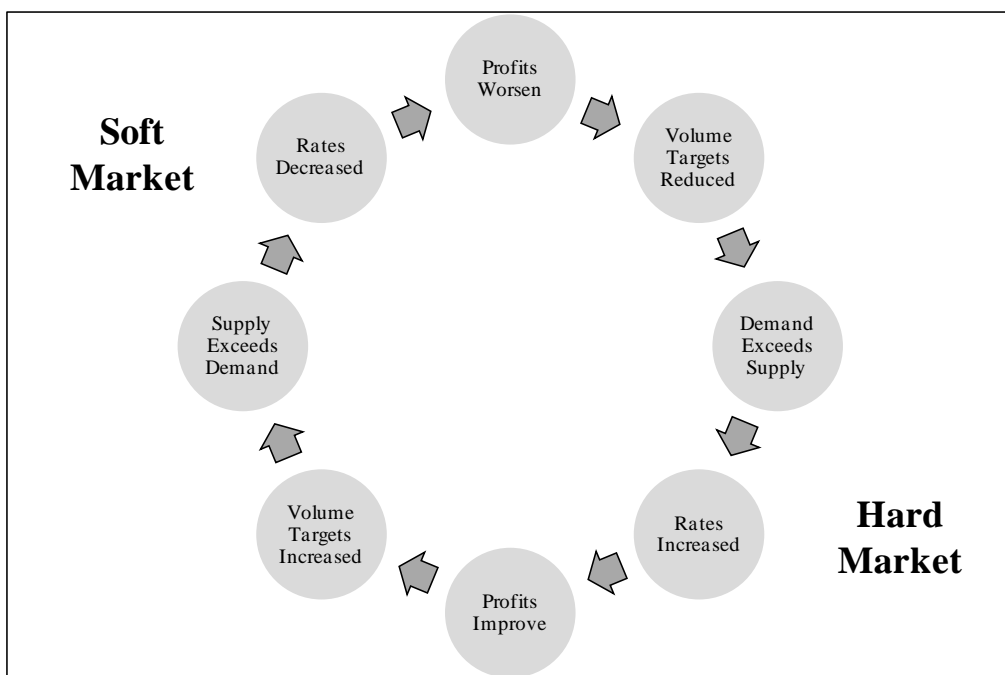 Profits
Worsen
Volume
Targets
Reduced
Demand
Exceeds
Supply
Rates
Increased
Hard
Market
Profits
Improve
Volume
Targets
Increased
Supply
Exceeds
Demand
Rates
Decreased
Soft
Market